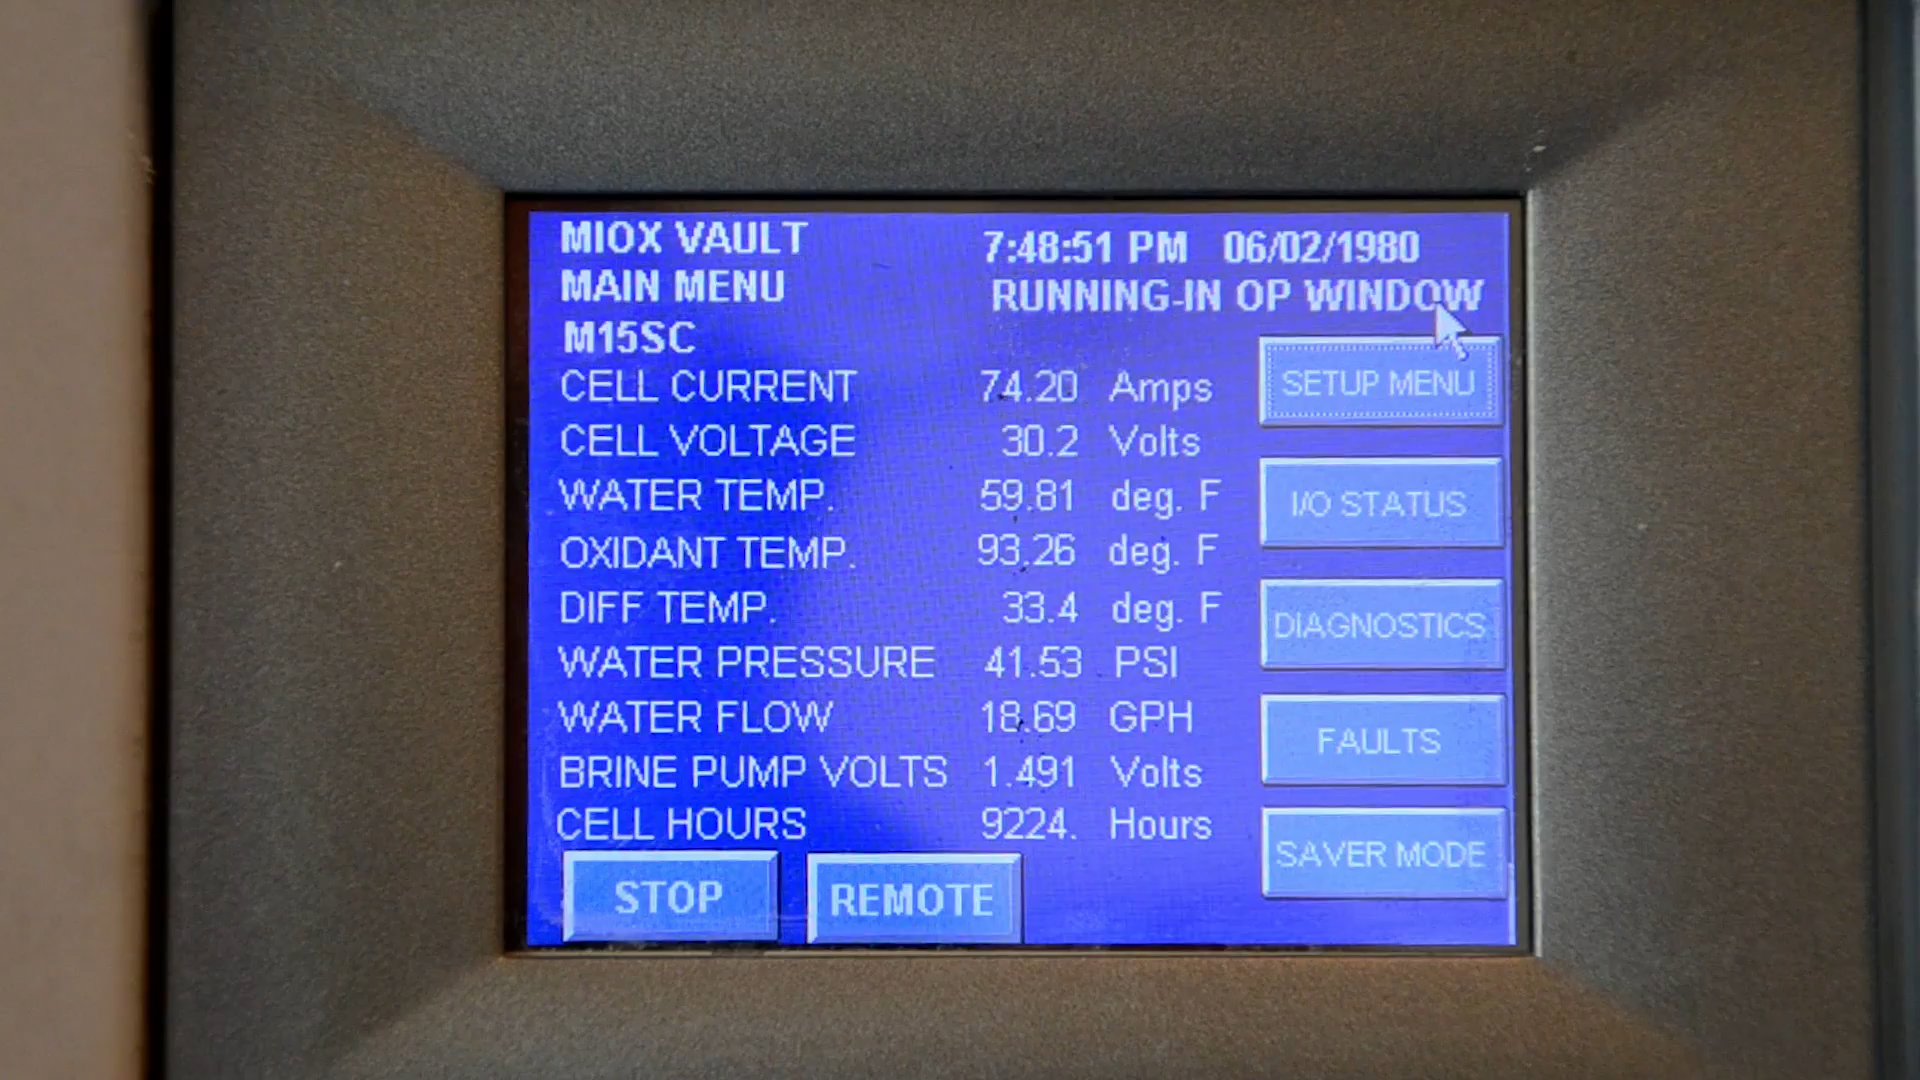 MIOX VAULT 7:48:51 PM 06/02/1980
MAIN MENU RUNNING-IN OP WINDOW
M15SC
CELL CURRENT 74.20 Amps SETUP MENU
CELL VOLTAGE 30.2 Volts
WATER TEMP. 59.81 deg. F I/O STATUS
OXIDANT TEMP. 93.26 deg. F
DIFF TEMP. 33.4 deg. F DIAGNOSTICS
WATER PRESSURE 41.53 PSI
WATER FLOW 18.69 GPH FAULTS
BRINE PUMP VOLTS 1.491 Volts
CELL HOURS 9224. Hours SAVER MODE
STOP REMOTE